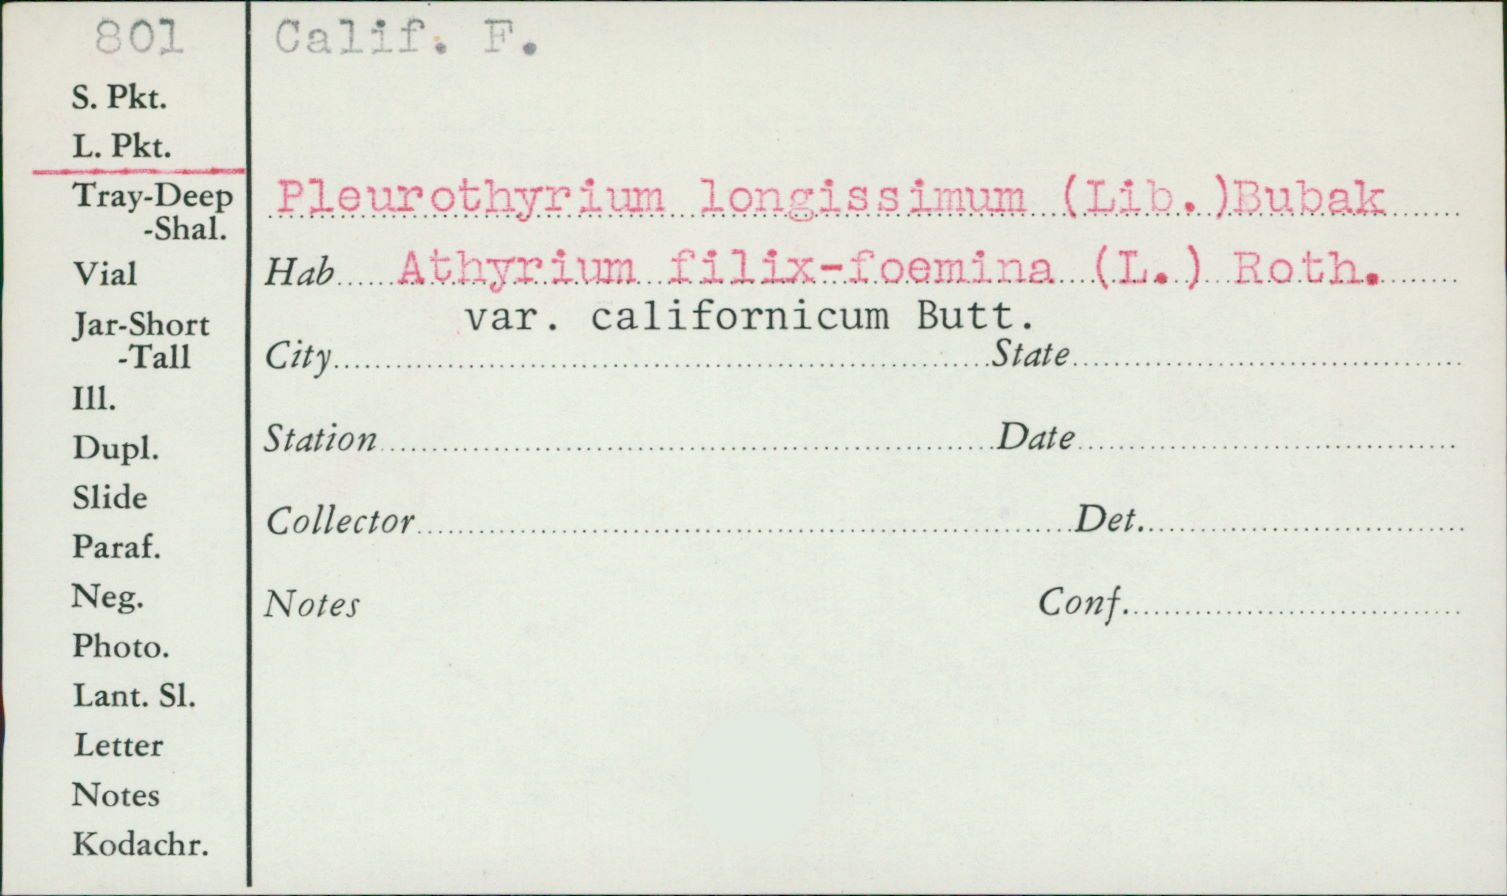 801 Calif. F.
S. Pkt.
L. Pkt.
Tray-Deep
-Shal.
Vial
Jar-Short
-Tall
Ill.
Dupl.
Slide
Paraf.
Neg.
Photo.
Lant. Sl.
Letter
Notes
Kodachr.
Pleurothyrium longissimum (Lib.)Bubak
Hab Athyrium filix-foemina (L.) Roth.
var. californicum Butt.
City State
Station Date
Collector Det.
Notes Conf.